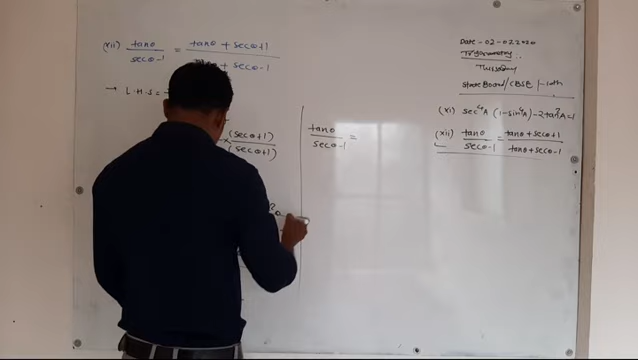 (xii) tanθ / secθ-1 = tanθ + secθ+1 / + secθ-1
→ L.H.S =
×(secθ+1) / (secθ+1)
tanθ / secθ-1 =
Date - 02-02.2020
Trigonometry.
State Board/CBSE/-10th
(xi) sec⁴A (1-sin⁴A)-2tan²A=1
(xii) tanθ / secθ-1 = tanθ+secθ+1 / tanθ+secθ-1